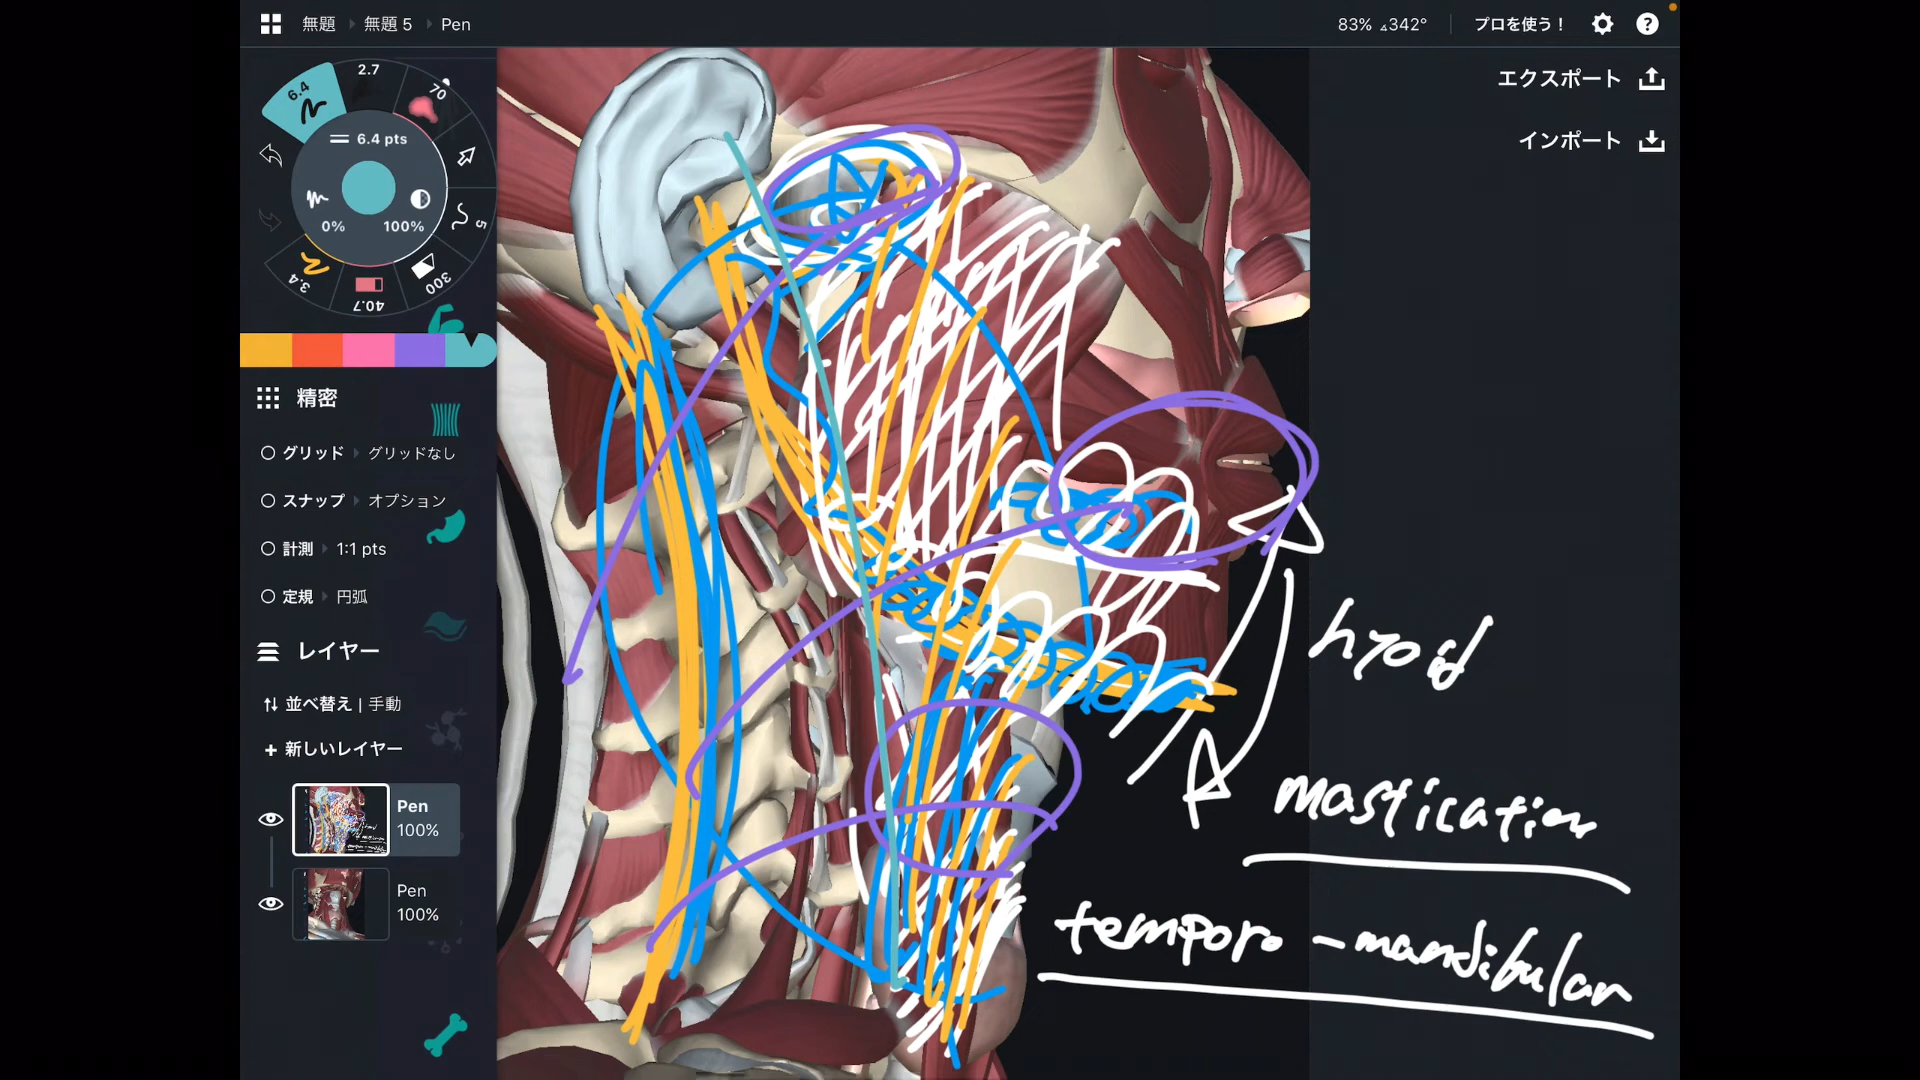 無題 無題 5 Pen
83% ⊿342° プロを使う！
エクスポート
インポート
2.7
6.4
70
6.4 pts
5
0% 100%
3.4
40.7
300
精密
グリッド グリッドなし
スナップ オプション
計測 1:1 pts
定規 円弧
レイヤー
並べ替え | 手動
+ 新しいレイヤー
Pen
100%
Pen
100%
hyoid
mastication
temporo-mandibular